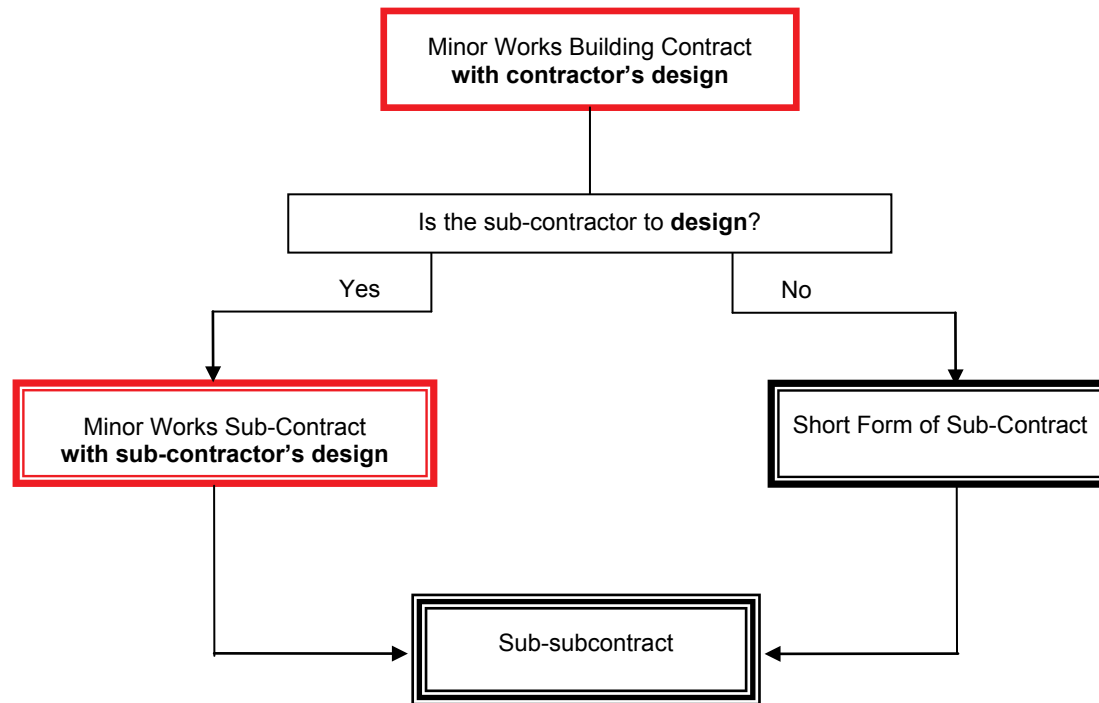 Minor Works Building Contract
with contractor’s design
Is the sub-contractor to design?
Yes
No
Minor Works Sub-Contract
with sub-contractor’s design
Short Form of Sub-Contract
Sub-subcontract